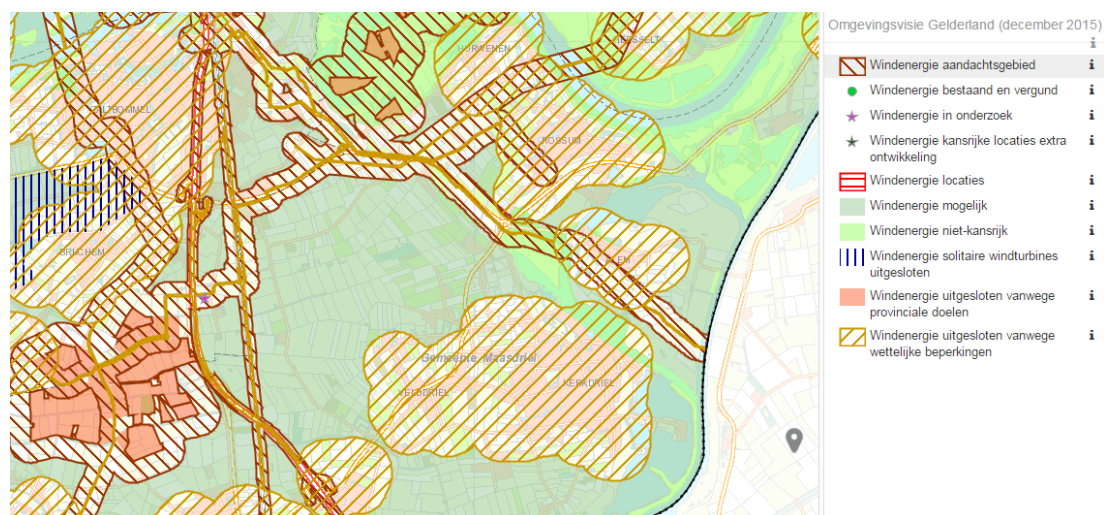 Omgevingsvisie Gelderland (december 2015)
Windenergie aandachtsgebied
Windenergie bestaand en vergund
Windenergie in onderzoek
Windenergie kansrijke locaties extra
ontwikkeling
Windenergie locaties
Windenergie mogelijk
Windenergie niet-kansrijk
Windenergie solitaire windturbines
uitgesloten
Windenergie uitgesloten vanwege
provinciale doelen
Windenergie uitgesloten vanwege
wettelijke beperkingen
HURWENEN
HEESSELT
ROSSUM
BRUCHEM
Gemeente Maasdriel
VELDDRIEL
KERKDRIEL